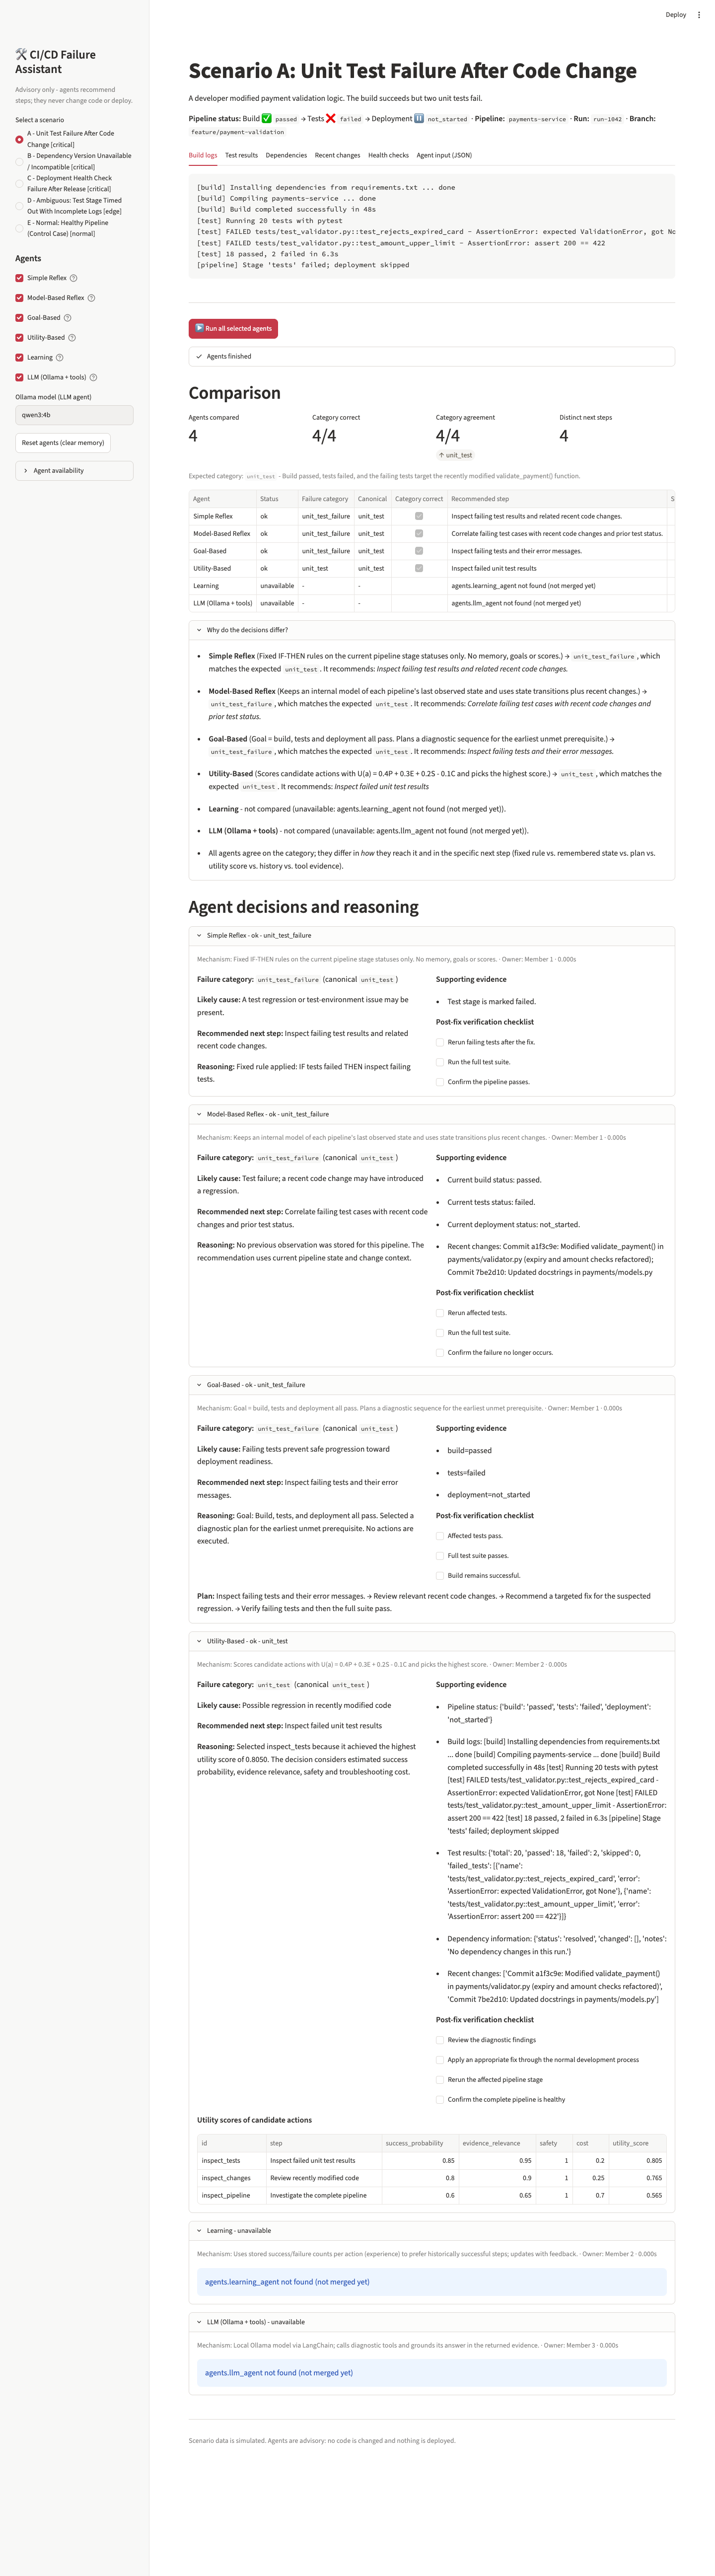 Deploy
🛠️ CI/CD Failure
Assistant
Advisory only - agents recommend
steps; they never change code or deploy.
Select a scenario
A - Unit Test Failure After Code
Change [critical]
B - Dependency Version Unavailable
/ Incompatible [critical]
C - Deployment Health Check
Failure After Release [critical]
D - Ambiguous: Test Stage Timed
Out With Incomplete Logs [edge]
E - Normal: Healthy Pipeline
(Control Case) [normal]
Agents
Simple Reflex
Model-Based Reflex
Goal-Based
Utility-Based
Learning
LLM (Ollama + tools)
Ollama model (LLM agent)
qwen3:4b
Reset agents (clear memory)
Agent availability
Scenario A: Unit Test Failure After Code Change
A developer modified payment validation logic. The build succeeds but two unit tests fail.
Pipeline status: Build ✅ passed → Tests ❌ failed → Deployment ⏸️ not_started · Pipeline: payments-service · Run: run-1042 · Branch:
feature/payment-validation
Build logs Test results Dependencies Recent changes Health checks Agent input (JSON)
[build] Installing dependencies from requirements.txt ... done
[build] Compiling payments-service ... done
[build] Build completed successfully in 48s
[test] Running 20 tests with pytest
[test] FAILED tests/test_validator.py::test_rejects_expired_card - AssertionError: expected ValidationError, got No
[test] FAILED tests/test_validator.py::test_amount_upper_limit - AssertionError: assert 200 == 422
[test] 18 passed, 2 failed in 6.3s
[pipeline] Stage 'tests' failed; deployment skipped
▶️ Run all selected agents
Agents finished
Comparison
Agents compared Category correct Category agreement Distinct next steps
4 4/4 4/4 4
↑ unit_test
Expected category: unit_test - Build passed, tests failed, and the failing tests target the recently modified validate_payment() function.
Agent Status Failure category Canonical Category correct Recommended step S
Simple Reflex ok unit_test_failure unit_test Inspect failing test results and related recent code changes.
Model-Based Reflex ok unit_test_failure unit_test Correlate failing test cases with recent code changes and prior test status.
Goal-Based ok unit_test_failure unit_test Inspect failing tests and their error messages.
Utility-Based ok unit_test unit_test Inspect failed unit test results
Learning unavailable - - agents.learning_agent not found (not merged yet)
LLM (Ollama + tools) unavailable - - agents.llm_agent not found (not merged yet)
Why do the decisions differ?
• Simple Reflex (Fixed IF-THEN rules on the current pipeline stage statuses only. No memory, goals or scores.) → unit_test_failure , which
matches the expected unit_test . It recommends: Inspect failing test results and related recent code changes.
• Model-Based Reflex (Keeps an internal model of each pipeline's last observed state and uses state transitions plus recent changes.) →
unit_test_failure , which matches the expected unit_test . It recommends: Correlate failing test cases with recent code changes and
prior test status.
• Goal-Based (Goal = build, tests and deployment all pass. Plans a diagnostic sequence for the earliest unmet prerequisite.) →
unit_test_failure , which matches the expected unit_test . It recommends: Inspect failing tests and their error messages.
• Utility-Based (Scores candidate actions with U(a) = 0.4P + 0.3E + 0.2S - 0.1C and picks the highest score.) → unit_test , which matches the
expected unit_test . It recommends: Inspect failed unit test results
• Learning - not compared (unavailable: agents.learning_agent not found (not merged yet)).
• LLM (Ollama + tools) - not compared (unavailable: agents.llm_agent not found (not merged yet)).
• All agents agree on the category; they differ in how they reach it and in the specific next step (fixed rule vs. remembered state vs. plan vs.
utility score vs. history vs. tool evidence).
Agent decisions and reasoning
Simple Reflex - ok - unit_test_failure
Mechanism: Fixed IF-THEN rules on the current pipeline stage statuses only. No memory, goals or scores. · Owner: Member 1 · 0.000s
Failure category: unit_test_failure (canonical unit_test )
Likely cause: A test regression or test-environment issue may be
present.
Recommended next step: Inspect failing test results and related
recent code changes.
Reasoning: Fixed rule applied: IF tests failed THEN inspect failing
tests.
Supporting evidence
• Test stage is marked failed.
Post-fix verification checklist
Rerun failing tests after the fix.
Run the full test suite.
Confirm the pipeline passes.
Model-Based Reflex - ok - unit_test_failure
Mechanism: Keeps an internal model of each pipeline's last observed state and uses state transitions plus recent changes. · Owner: Member 1 · 0.000s
Failure category: unit_test_failure (canonical unit_test )
Likely cause: Test failure; a recent code change may have introduced
a regression.
Recommended next step: Correlate failing test cases with recent code
changes and prior test status.
Reasoning: No previous observation was stored for this pipeline. The
recommendation uses current pipeline state and change context.
Supporting evidence
• Current build status: passed.
• Current tests status: failed.
• Current deployment status: not_started.
• Recent changes: Commit a1f3c9e: Modified validate_payment() in
payments/validator.py (expiry and amount checks refactored);
Commit 7be2d10: Updated docstrings in payments/models.py
Post-fix verification checklist
Rerun affected tests.
Run the full test suite.
Confirm the failure no longer occurs.
Goal-Based - ok - unit_test_failure
Mechanism: Goal = build, tests and deployment all pass. Plans a diagnostic sequence for the earliest unmet prerequisite. · Owner: Member 1 · 0.000s
Failure category: unit_test_failure (canonical unit_test )
Likely cause: Failing tests prevent safe progression toward
deployment readiness.
Recommended next step: Inspect failing tests and their error
messages.
Reasoning: Goal: Build, tests, and deployment all pass. Selected a
diagnostic plan for the earliest unmet prerequisite. No actions are
executed.
Supporting evidence
• build=passed
• tests=failed
• deployment=not_started
Post-fix verification checklist
Affected tests pass.
Full test suite passes.
Build remains successful.
Plan: Inspect failing tests and their error messages. → Review relevant recent code changes. → Recommend a targeted fix for the suspected
regression. → Verify failing tests and then the full suite pass.
Utility-Based - ok - unit_test
Mechanism: Scores candidate actions with U(a) = 0.4P + 0.3E + 0.2S - 0.1C and picks the highest score. · Owner: Member 2 · 0.000s
Failure category: unit_test (canonical unit_test )
Likely cause: Possible regression in recently modified code
Recommended next step: Inspect failed unit test results
Reasoning: Selected inspect_tests because it achieved the highest
utility score of 0.8050. The decision considers estimated success
probability, evidence relevance, safety and troubleshooting cost.
Supporting evidence
• Pipeline status: {'build': 'passed', 'tests': 'failed', 'deployment':
'not_started'}
• Build logs: [build] Installing dependencies from requirements.txt
... done [build] Compiling payments-service ... done [build] Build
completed successfully in 48s [test] Running 20 tests with pytest
[test] FAILED tests/test_validator.py::test_rejects_expired_card -
AssertionError: expected ValidationError, got None [test] FAILED
tests/test_validator.py::test_amount_upper_limit - AssertionError:
assert 200 == 422 [test] 18 passed, 2 failed in 6.3s [pipeline] Stage
'tests' failed; deployment skipped
• Test results: {'total': 20, 'passed': 18, 'failed': 2, 'skipped': 0,
'failed_tests': [{'name':
'tests/test_validator.py::test_rejects_expired_card', 'error':
'AssertionError: expected ValidationError, got None'}, {'name':
'tests/test_validator.py::test_amount_upper_limit', 'error':
'AssertionError: assert 200 == 422'}]}
• Dependency information: {'status': 'resolved', 'changed': [], 'notes':
'No dependency changes in this run.'}
• Recent changes: ['Commit a1f3c9e: Modified validate_payment()
in payments/validator.py (expiry and amount checks refactored)',
'Commit 7be2d10: Updated docstrings in payments/models.py']
Post-fix verification checklist
Review the diagnostic findings
Apply an appropriate fix through the normal development process
Rerun the affected pipeline stage
Confirm the complete pipeline is healthy
Utility scores of candidate actions
id step success_probability evidence_relevance safety cost utility_score
inspect_tests Inspect failed unit test results 0.85 0.95 1 0.2 0.805
inspect_changes Review recently modified code 0.8 0.9 1 0.25 0.765
inspect_pipeline Investigate the complete pipeline 0.6 0.65 1 0.7 0.565
Learning - unavailable
Mechanism: Uses stored success/failure counts per action (experience) to prefer historically successful steps; updates with feedback. · Owner: Member 2 · 0.000s
agents.learning_agent not found (not merged yet)
LLM (Ollama + tools) - unavailable
Mechanism: Local Ollama model via LangChain; calls diagnostic tools and grounds its answer in the returned evidence. · Owner: Member 3 · 0.000s
agents.llm_agent not found (not merged yet)
Scenario data is simulated. Agents are advisory: no code is changed and nothing is deployed.